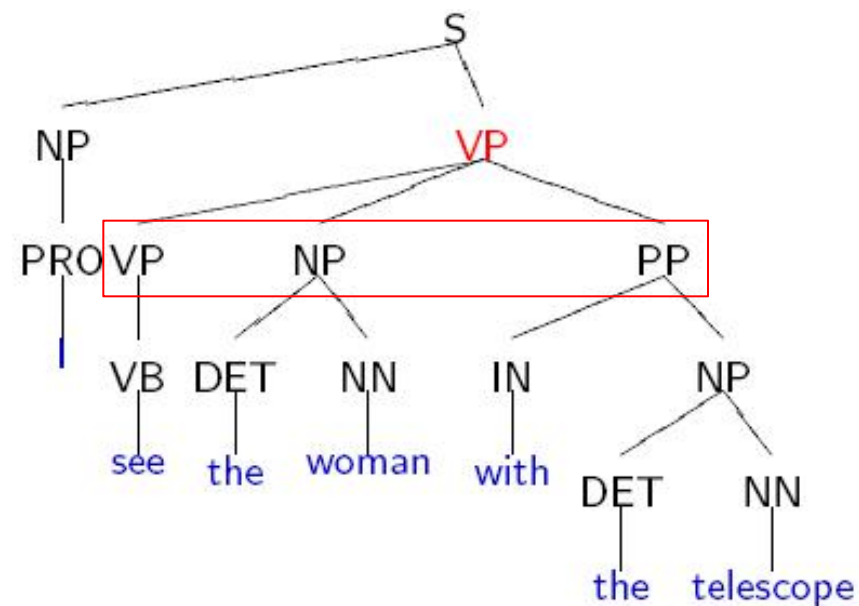 S
NP VP
PRO VP NP PP
I VB DET NN IN NP
see the woman with
DET NN
the telescope